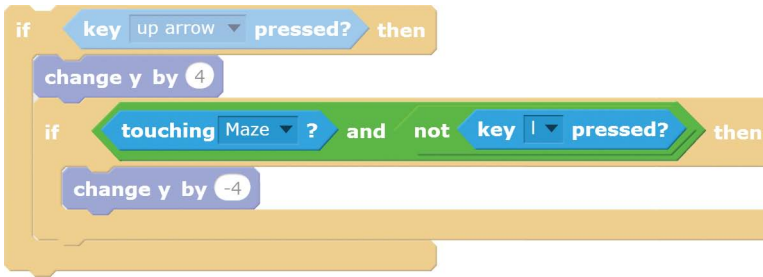 if key up arrow pressed? then
change y by 4
if touching Maze ? and not key l pressed? then
change y by -4